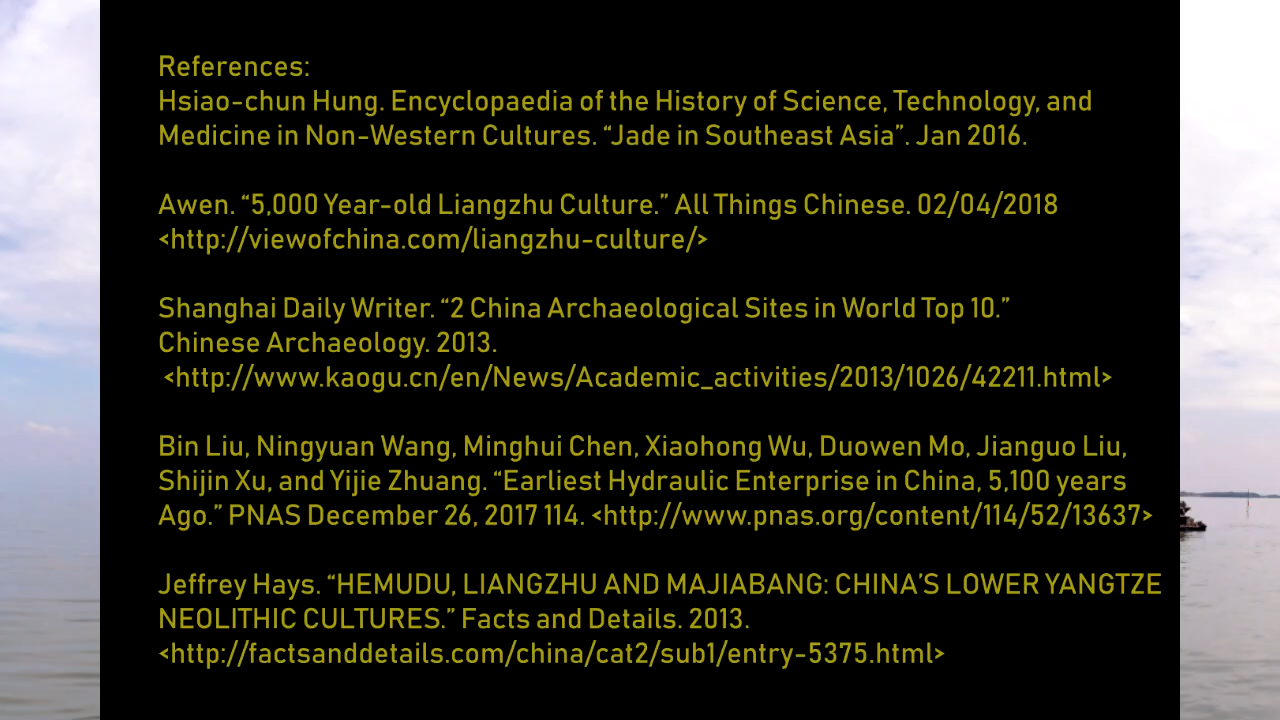 References:
Hsiao-chun Hung. Encyclopaedia of the History of Science, Technology, and
Medicine in Non-Western Cultures. “Jade in Southeast Asia”. Jan 2016.
Awen. “5,000 Year-old Liangzhu Culture.” All Things Chinese. 02/04/2018
<http://viewofchina.com/liangzhu-culture/>
Shanghai Daily Writer. “2 China Archaeological Sites in World Top 10.”
Chinese Archaeology. 2013.
<http://www.kaogu.cn/en/News/Academic_activities/2013/1026/42211.html>
Bin Liu, Ningyuan Wang, Minghui Chen, Xiaohong Wu, Duowen Mo, Jianguo Liu,
Shijin Xu, and Yijie Zhuang. “Earliest Hydraulic Enterprise in China, 5,100 years
Ago.” PNAS December 26, 2017 114. <http://www.pnas.org/content/114/52/13637>
Jeffrey Hays. “HEMUDU, LIANGZHU AND MAJIABANG: CHINA’S LOWER YANGTZE
NEOLITHIC CULTURES.” Facts and Details. 2013.
<http://factsanddetails.com/china/cat2/sub1/entry-5375.html>